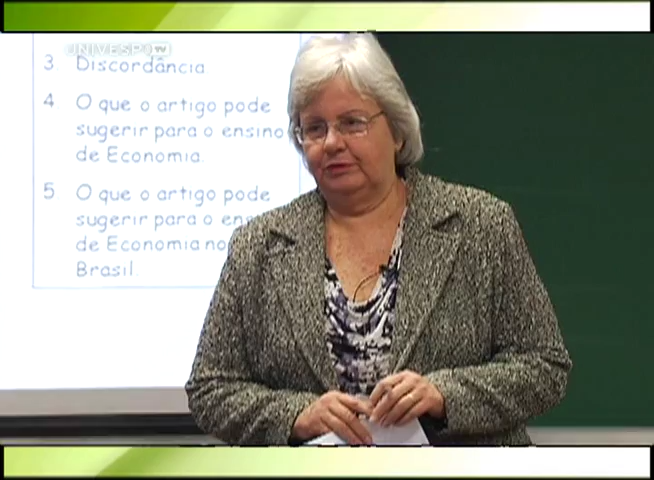 UNIVESP TV
3. Discordância
4. O que o artigo pode
sugerir para o ensino
de Economia.
5 O que o artigo pode
sugerir para o
de Economia no
Brasil.